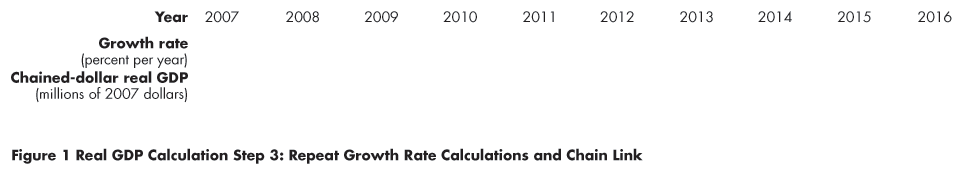 Year 2007 2008 2009 2010 2011 2012 2013 2014 2015 2016
Growth rate
(percent per year)
Chained-dollar real GDP
(millions of 2007 dollars)
Figure 1 Real GDP Calculation Step 3: Repeat Growth Rate Calculations and Chain Link